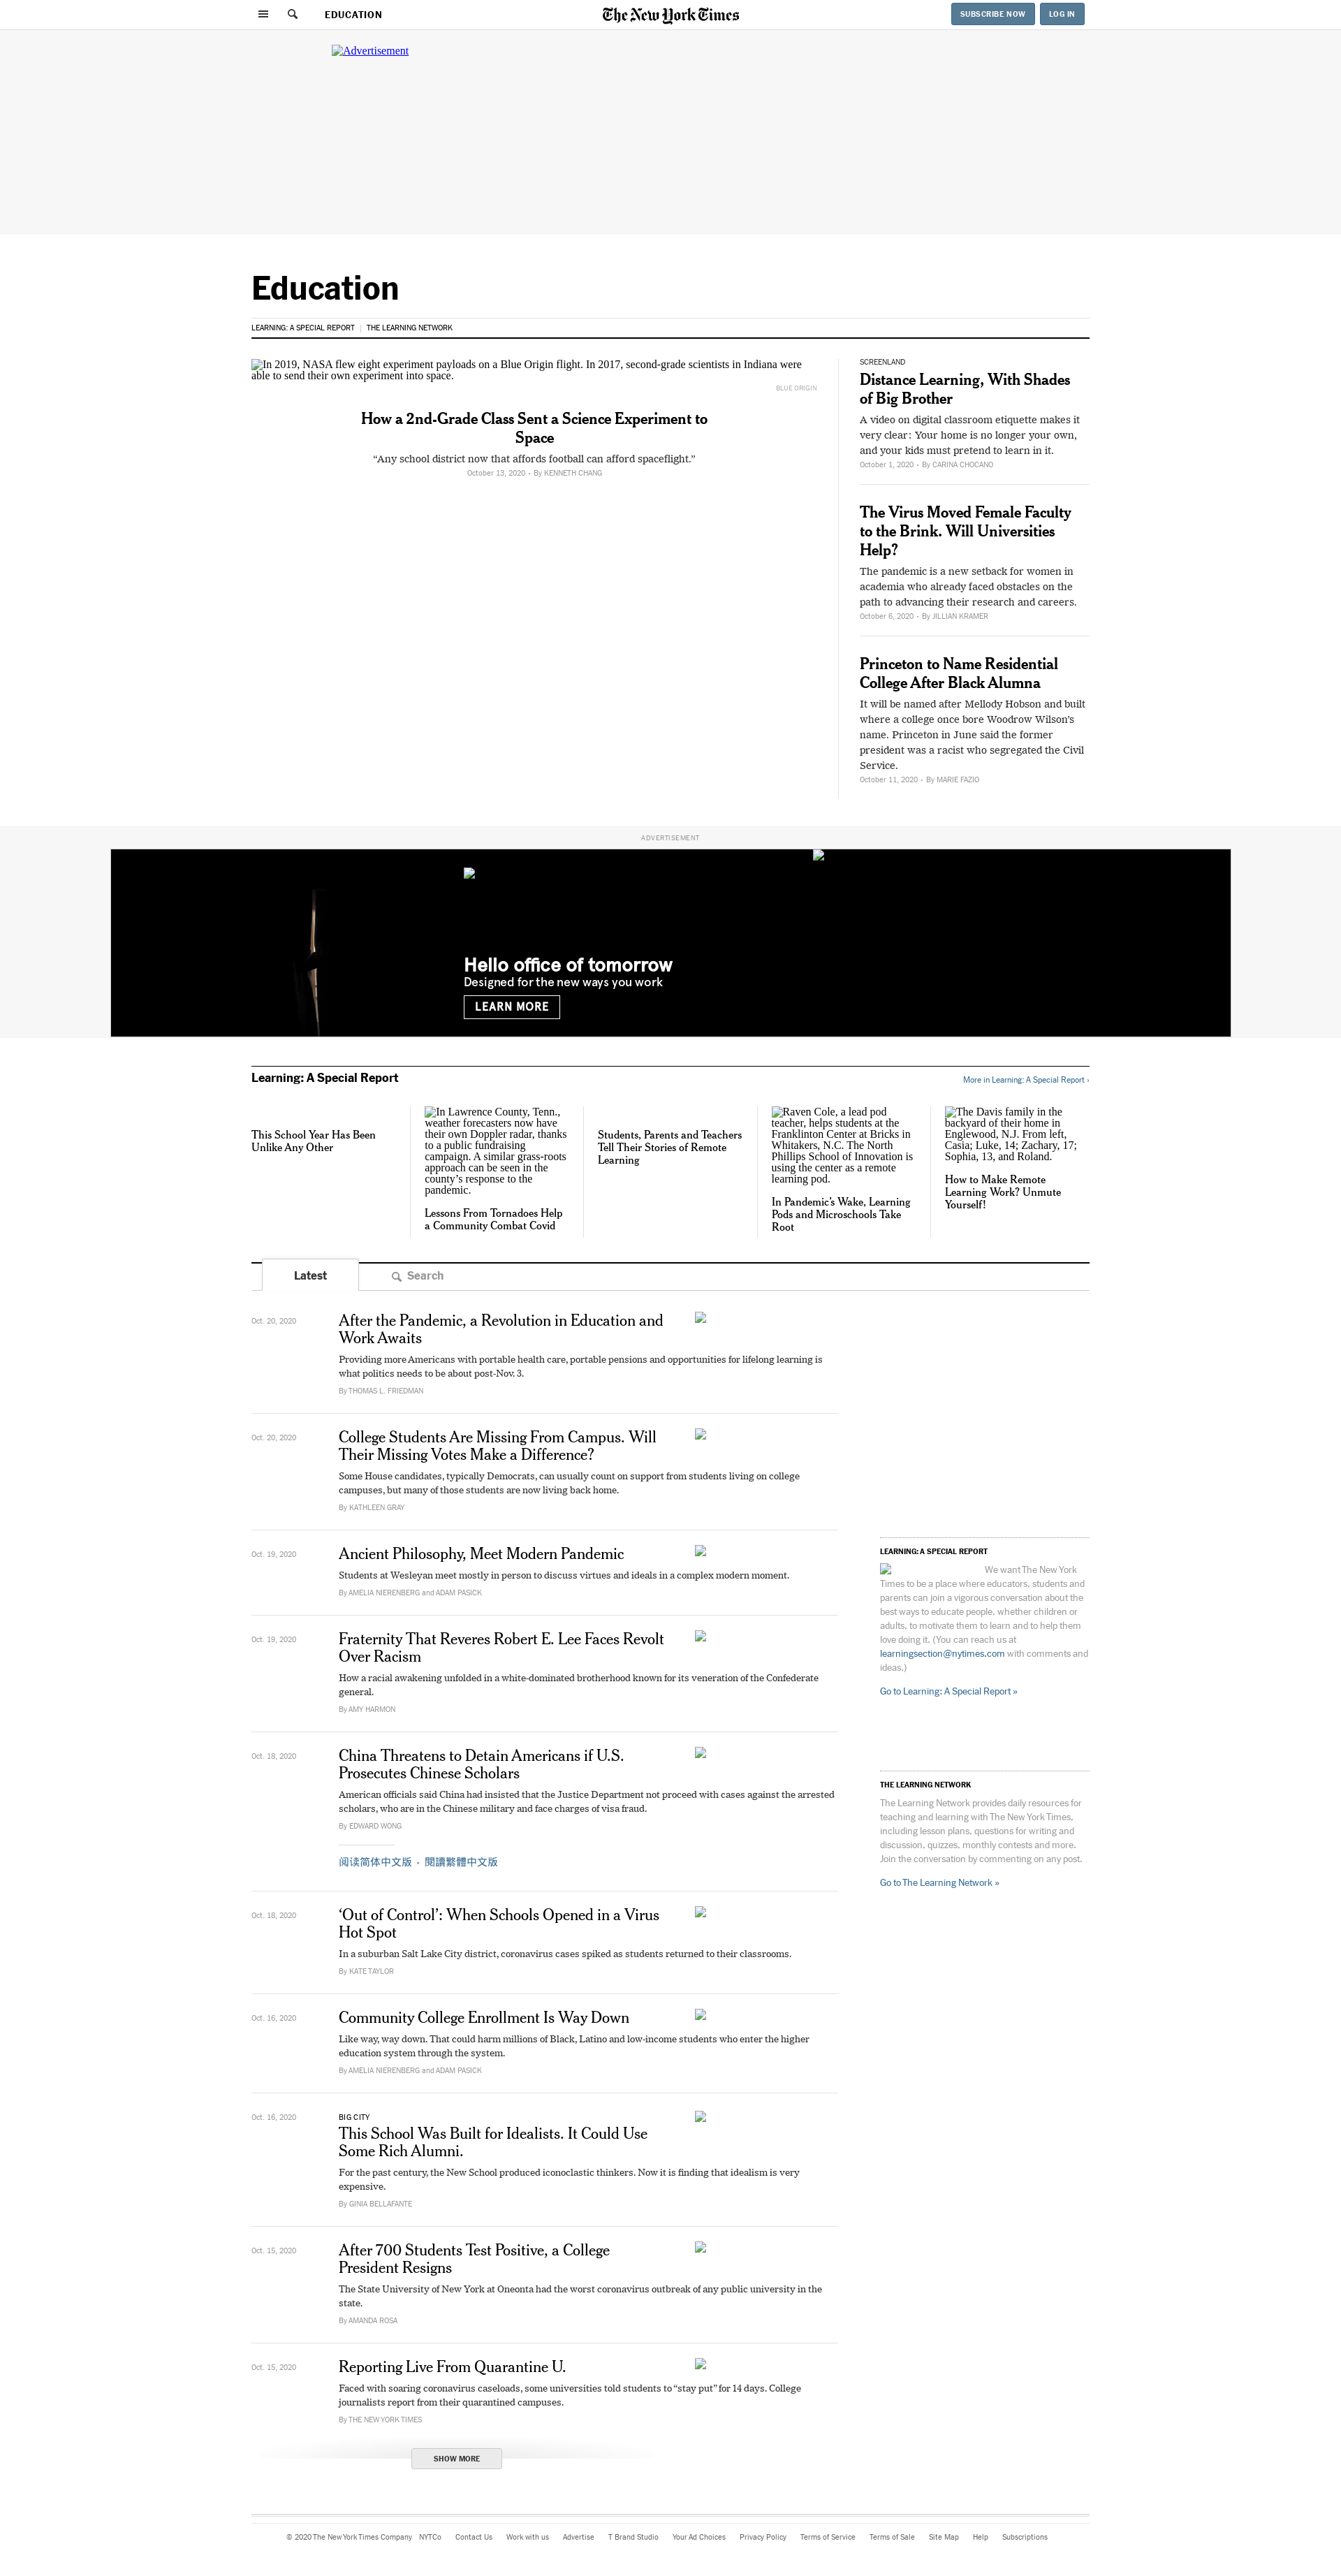 EDUCATION
The New York Times
SUBSCRIBE NOW
LOG IN
Advertisement
Education
LEARNING: A SPECIAL REPORT | THE LEARNING NETWORK
In 2019, NASA flew eight experiment payloads on a Blue Origin flight. In 2017, second-grade scientists in Indiana were
able to send their own experiment into space.
BLUE ORIGIN
How a 2nd-Grade Class Sent a Science Experiment to
Space
“Any school district now that affords football can afford spaceflight.”
October 13, 2020 • By KENNETH CHANG
SCREENLAND
Distance Learning, With Shades
of Big Brother
A video on digital classroom etiquette makes it
very clear: Your home is no longer your own,
and your kids must pretend to learn in it.
October 1, 2020 • By CARINA CHOCANO
The Virus Moved Female Faculty
to the Brink. Will Universities
Help?
The pandemic is a new setback for women in
academia who already faced obstacles on the
path to advancing their research and careers.
October 6, 2020 • By JILLIAN KRAMER
Princeton to Name Residential
College After Black Alumna
It will be named after Mellody Hobson and built
where a college once bore Woodrow Wilson’s
name. Princeton in June said the former
president was a racist who segregated the Civil
Service.
October 11, 2020 • By MARIE FAZIO
ADVERTISEMENT
Hello office of tomorrow
Designed for the new ways you work
LEARN MORE
Learning: A Special Report
More in Learning: A Special Report ›
This School Year Has Been
Unlike Any Other
In Lawrence County, Tenn.,
weather forecasters now have
their own Doppler radar, thanks
to a public fundraising
campaign. A similar grass-roots
approach can be seen in the
county’s response to the
pandemic.
Lessons From Tornadoes Help
a Community Combat Covid
Students, Parents and Teachers
Tell Their Stories of Remote
Learning
Raven Cole, a lead pod
teacher, helps students at the
Franklinton Center at Bricks in
Whitakers, N.C. The North
Phillips School of Innovation is
using the center as a remote
learning pod.
In Pandemic’s Wake, Learning
Pods and Microschools Take
Root
The Davis family in the
backyard of their home in
Englewood, N.J. From left,
Casia; Luke, 14; Zachary, 17;
Sophia, 13, and Roland.
How to Make Remote
Learning Work? Unmute
Yourself!
Latest
Search
Oct. 20, 2020
After the Pandemic, a Revolution in Education and
Work Awaits
Providing more Americans with portable health care, portable pensions and opportunities for lifelong learning is
what politics needs to be about post-Nov. 3.
By THOMAS L. FRIEDMAN
Oct. 20, 2020
College Students Are Missing From Campus. Will
Their Missing Votes Make a Difference?
Some House candidates, typically Democrats, can usually count on support from students living on college
campuses, but many of those students are now living back home.
By KATHLEEN GRAY
Oct. 19, 2020
Ancient Philosophy, Meet Modern Pandemic
Students at Wesleyan meet mostly in person to discuss virtues and ideals in a complex modern moment.
By AMELIA NIERENBERG and ADAM PASICK
Oct. 19, 2020
Fraternity That Reveres Robert E. Lee Faces Revolt
Over Racism
How a racial awakening unfolded in a white-dominated brotherhood known for its veneration of the Confederate
general.
By AMY HARMON
Oct. 18, 2020
China Threatens to Detain Americans if U.S.
Prosecutes Chinese Scholars
American officials said China had insisted that the Justice Department not proceed with cases against the arrested
scholars, who are in the Chinese military and face charges of visa fraud.
By EDWARD WONG
阅读简体中文版 • 閱讀繁體中文版
Oct. 18, 2020
‘Out of Control’: When Schools Opened in a Virus
Hot Spot
In a suburban Salt Lake City district, coronavirus cases spiked as students returned to their classrooms.
By KATE TAYLOR
Oct. 16, 2020
Community College Enrollment Is Way Down
Like way, way down. That could harm millions of Black, Latino and low-income students who enter the higher
education system through the system.
By AMELIA NIERENBERG and ADAM PASICK
Oct. 16, 2020
BIG CITY
This School Was Built for Idealists. It Could Use
Some Rich Alumni.
For the past century, the New School produced iconoclastic thinkers. Now it is finding that idealism is very
expensive.
By GINIA BELLAFANTE
Oct. 15, 2020
After 700 Students Test Positive, a College
President Resigns
The State University of New York at Oneonta had the worst coronavirus outbreak of any public university in the
state.
By AMANDA ROSA
Oct. 15, 2020
Reporting Live From Quarantine U.
Faced with soaring coronavirus caseloads, some universities told students to “stay put” for 14 days. College
journalists report from their quarantined campuses.
By THE NEW YORK TIMES
SHOW MORE
LEARNING: A SPECIAL REPORT
We want The New York
Times to be a place where educators, students and
parents can join a vigorous conversation about the
best ways to educate people, whether children or
adults, to motivate them to learn and to help them
love doing it. (You can reach us at
learningsection@nytimes.com with comments and
ideas.)
Go to Learning: A Special Report »
THE LEARNING NETWORK
The Learning Network provides daily resources for
teaching and learning with The New York Times,
including lesson plans, questions for writing and
discussion, quizzes, monthly contests and more.
Join the conversation by commenting on any post.
Go to The Learning Network »
© 2020 The New York Times Company NYTCo Contact Us Work with us Advertise T Brand Studio Your Ad Choices Privacy Policy Terms of Service Terms of Sale Site Map Help Subscriptions